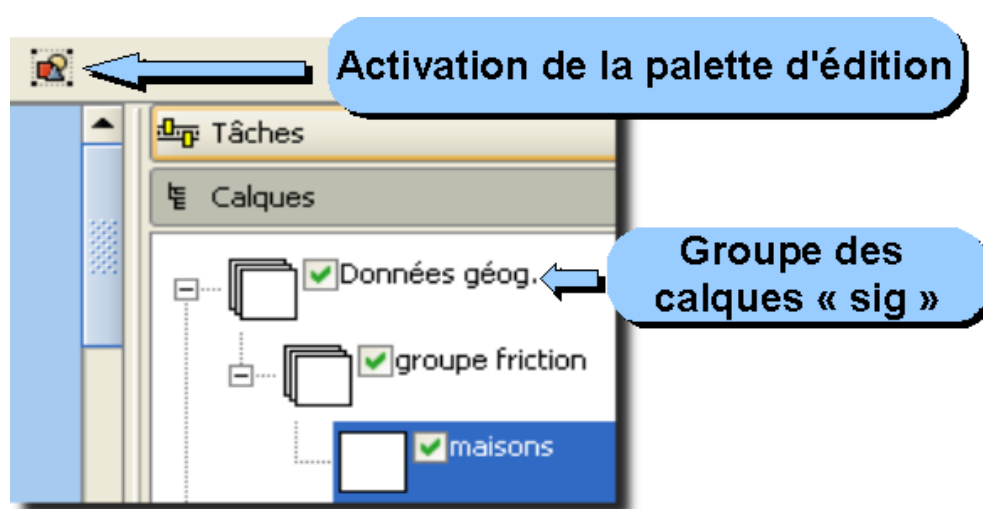 Activation de la palette d'édition
Tâches
Calques
Données géog.
Groupe des
calques « sig »
groupe friction
maisons